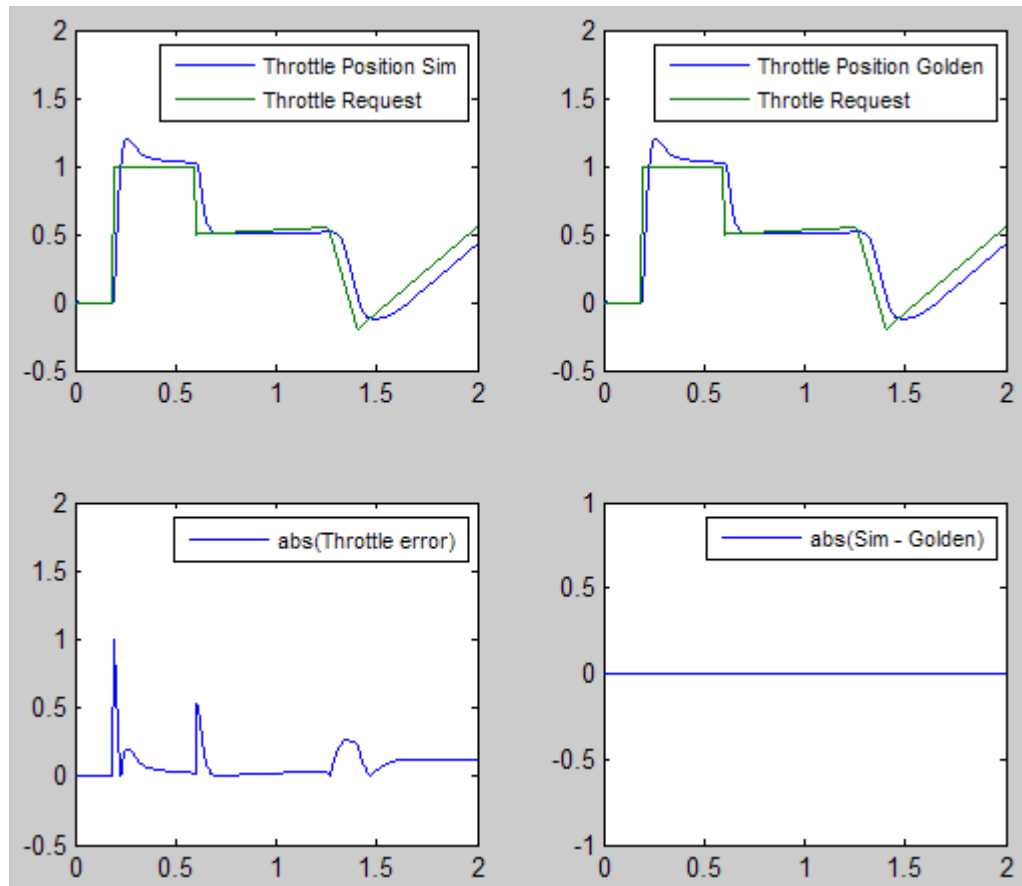 2
Throttle Position Sim
Throttle Request
1.5
1
0.5
0
-0.5
0 0.5 1 1.5 2
2
Throttle Position Golden
Throtle Request
1.5
1
0.5
0
-0.5
0 0.5 1 1.5 2
2
abs(Throttle error)
1.5
1
0.5
0
-0.5
0 0.5 1 1.5 2
1
abs(Sim - Golden)
0.5
0
-0.5
-1
0 0.5 1 1.5 2